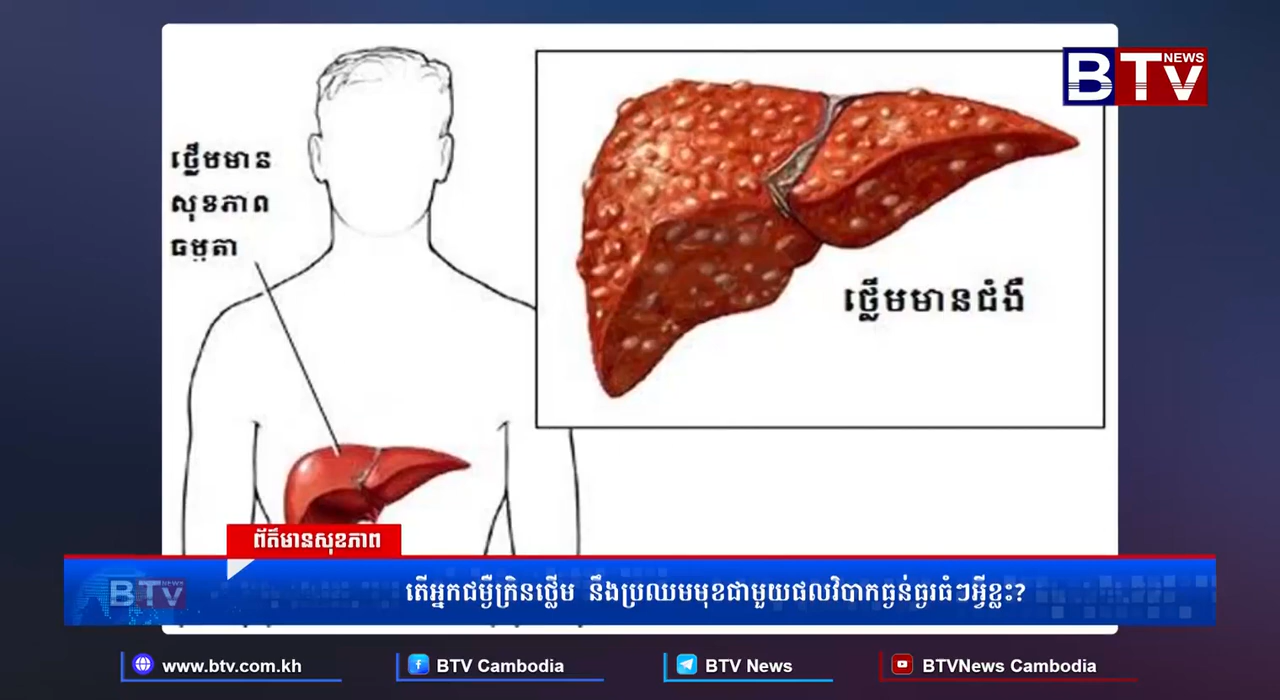 BTV NEWS
ថ្លើមមាន
សុខភាព
ធម្មតា
ថ្លើមមានជំងឺ
ព័ត៌មានសុខភាព
BTV NEWS
តើអ្នកជម្ងឺក្រិនថ្លើម នឹងប្រឈមមុខជាមួយផលវិបាកធ្ងន់ធ្ងរធំៗអ្វីខ្លះ?
www.btv.com.kh
BTV Cambodia
BTV News
BTVNews Cambodia